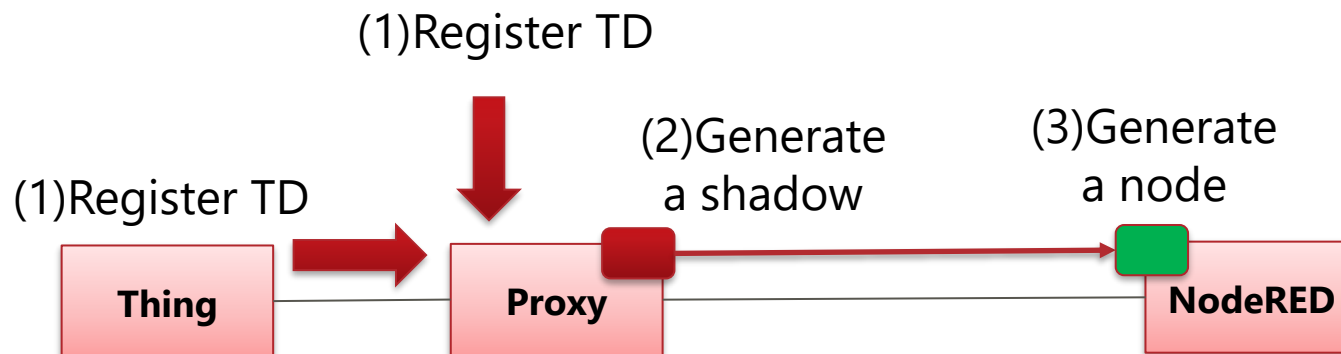 (1)Register TD
(2)Generate
a shadow
(3)Generate
a node
(1)Register TD
Thing
Proxy
NodeRED